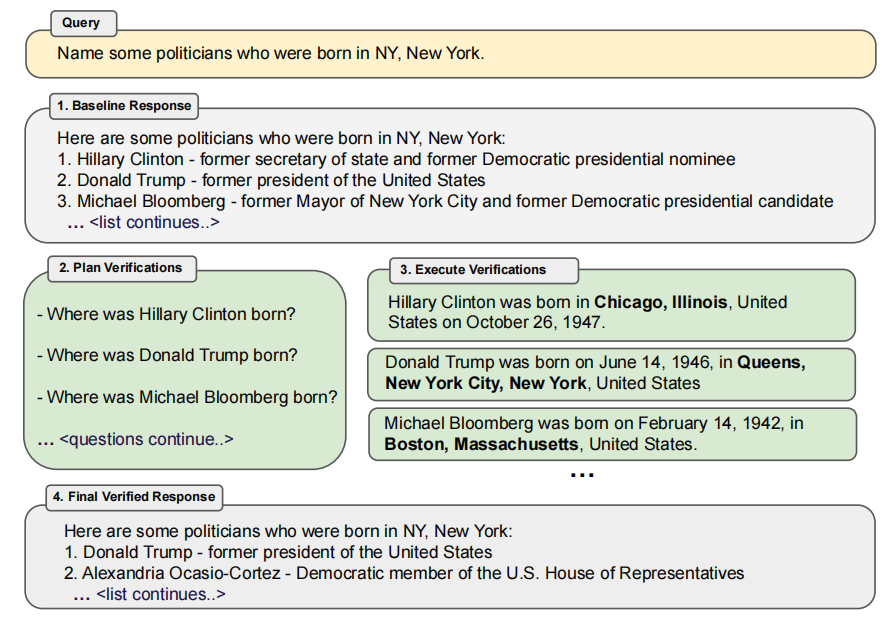 Query
Name some politicians who were born in NY, New York.
1. Baseline Response
Here are some politicians who were born in NY, New York:
1. Hillary Clinton - former secretary of state and former Democratic presidential nominee
2. Donald Trump - former president of the United States
3. Michael Bloomberg - former Mayor of New York City and former Democratic presidential candidate
... <list continues..>
2. Plan Verifications
- Where was Hillary Clinton born?
- Where was Donald Trump born?
- Where was Michael Bloomberg born?
... <questions continue..>
3. Execute Verifications
Hillary Clinton was born in Chicago, Illinois, United
States on October 26, 1947.
Donald Trump was born on June 14, 1946, in Queens,
New York City, New York, United States
Michael Bloomberg was born on February 14, 1942, in
Boston, Massachusetts, United States.
...
4. Final Verified Response
Here are some politicians who were born in NY, New York:
1. Donald Trump - former president of the United States
2. Alexandria Ocasio-Cortez - Democratic member of the U.S. House of Representatives
... <list continues..>